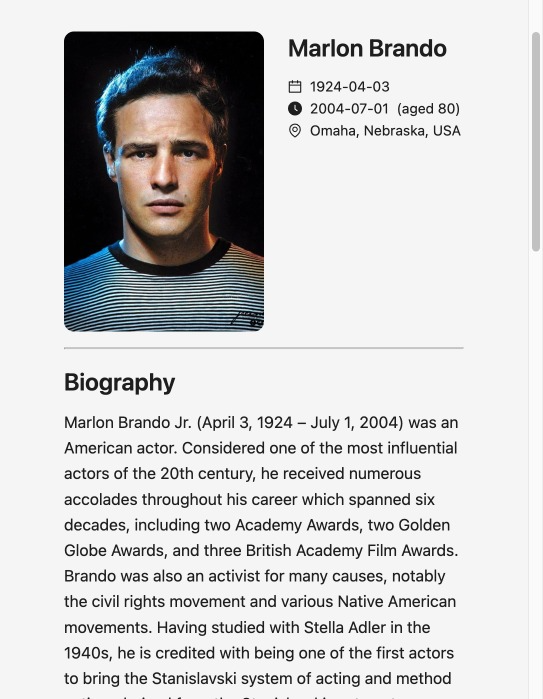 Marlon Brando
1924-04-03
2004-07-01 (aged 80)
Omaha, Nebraska, USA
Biography
Marlon Brando Jr. (April 3, 1924 – July 1, 2004) was an
American actor. Considered one of the most influential
actors of the 20th century, he received numerous
accolades throughout his career which spanned six
decades, including two Academy Awards, two Golden
Globe Awards, and three British Academy Film Awards.
Brando was also an activist for many causes, notably
the civil rights movement and various Native American
movements. Having studied with Stella Adler in the
1940s, he is credited with being one of the first actors
to bring the Stanislavski system of acting and method